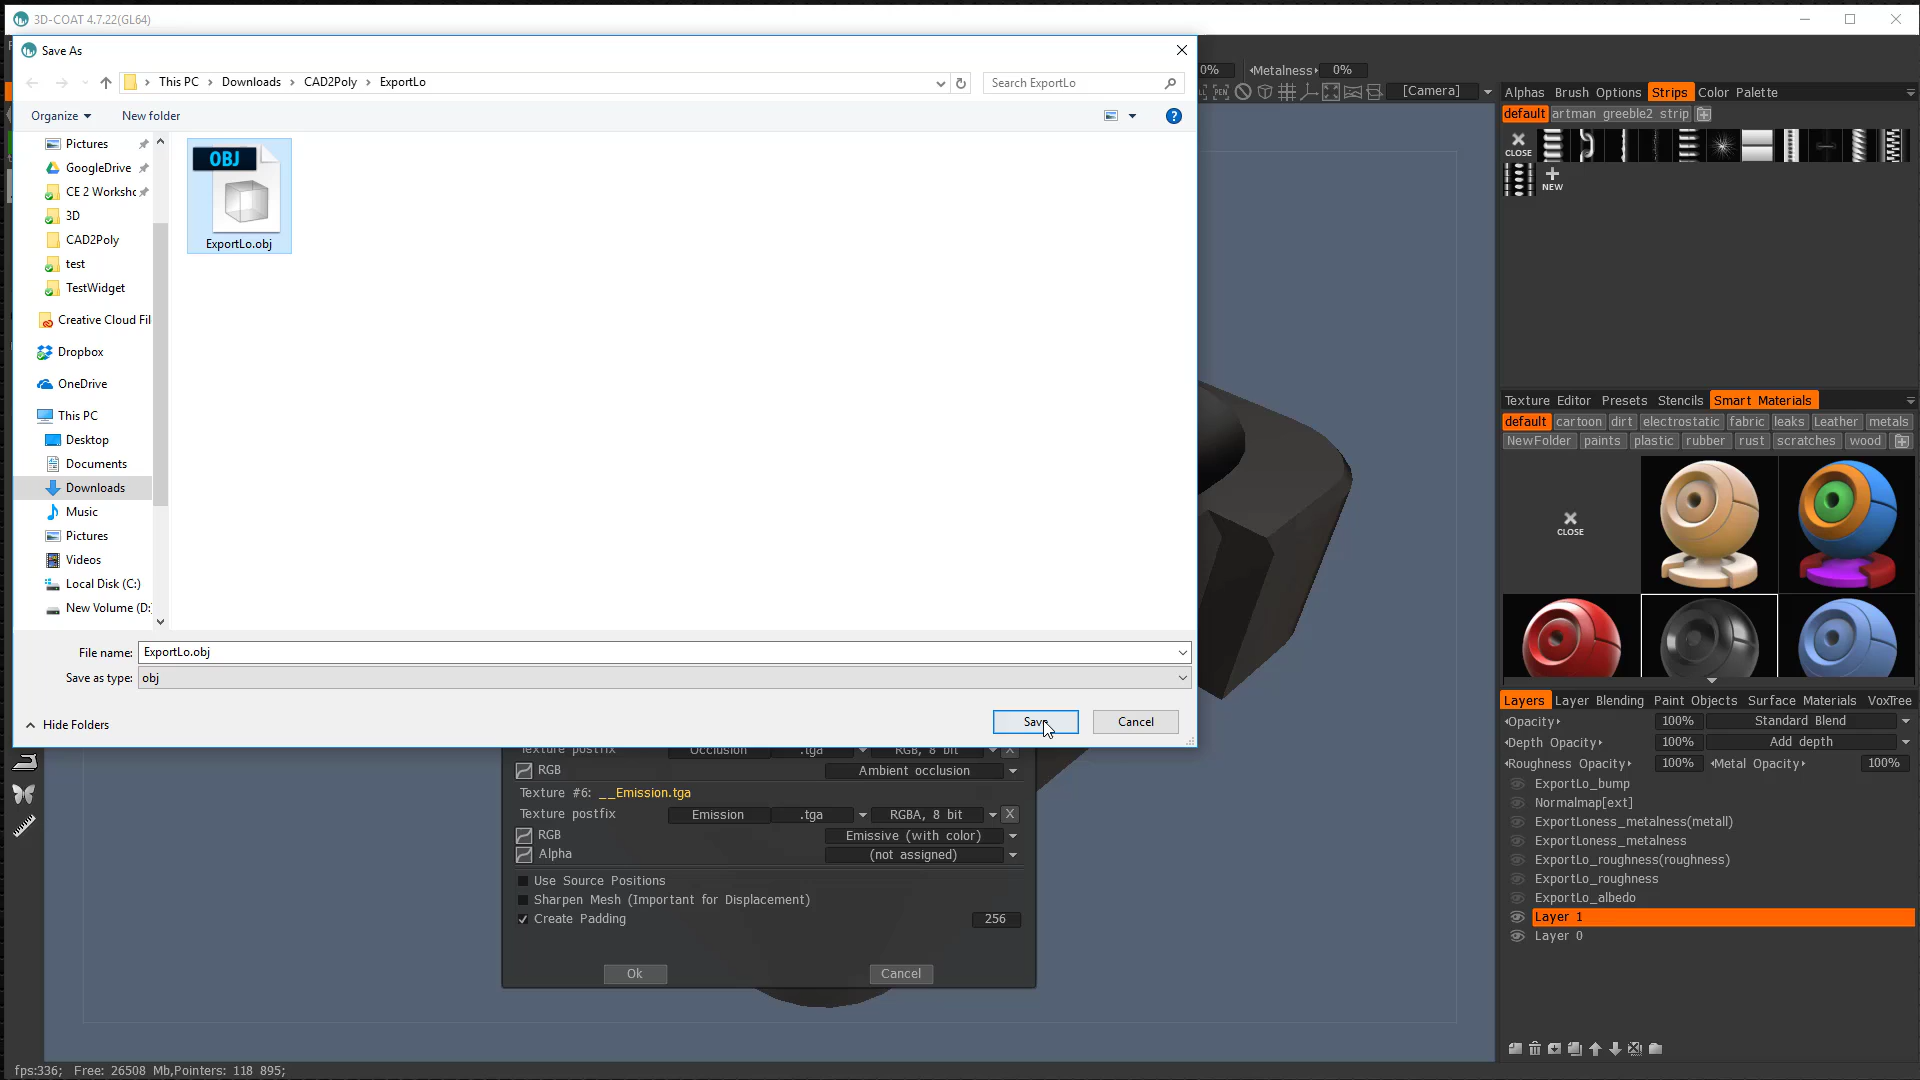 3D-COAT 4.7.22(GL64)
Save As
This PC > Downloads > CAD2Poly > ExportLo
Search ExportLo
Organize
New folder
Pictures
GoogleDrive
CE 2 Worksho
3D
CAD2Poly
test
TestWidget
Creative Cloud Fil
Dropbox
OneDrive
This PC
Desktop
Documents
Downloads
Music
Pictures
Videos
Local Disk (C:)
New Volume (D:)
OBJ
ExportLo.obj
File name: ExportLo.obj
Save as type: obj
Hide Folders
Save
Cancel
0% Metalness 0%
[Camera]
Texture postfix Occlusion .tga RGB, 8 bit X
RGB Ambient occlusion
Texture #6: __Emission.tga
Texture postfix Emission .tga RGBA, 8 bit X
RGB Emissive (with color)
Alpha (not assigned)
Use Source Positions
Sharpen Mesh (Important for Displacement)
Create Padding 256
Ok Cancel
Alphas Brush Options Strips Color Palette
default artman greeble2 strip
CLOSE
NEW
Texture Editor Presets Stencils Smart Materials
default cartoon dirt electrostatic fabric leaks Leather metals
NewFolder paints plastic rubber rust scratches wood
CLOSE
Layers Layer Blending Paint Objects Surface Materials VoxTree
Opacity 100% Standard Blend
Depth Opacity 100% Add depth
Roughness Opacity 100% Metal Opacity 100%
ExportLo_bump
Normalmap[ext]
ExportLoness_metalness(metall)
ExportLoness_metalness
ExportLo_roughness(roughness)
ExportLo_roughness
ExportLo_albedo
Layer 1
Layer 0
fps:336; Free: 26508 Mb,Pointers: 118 895;